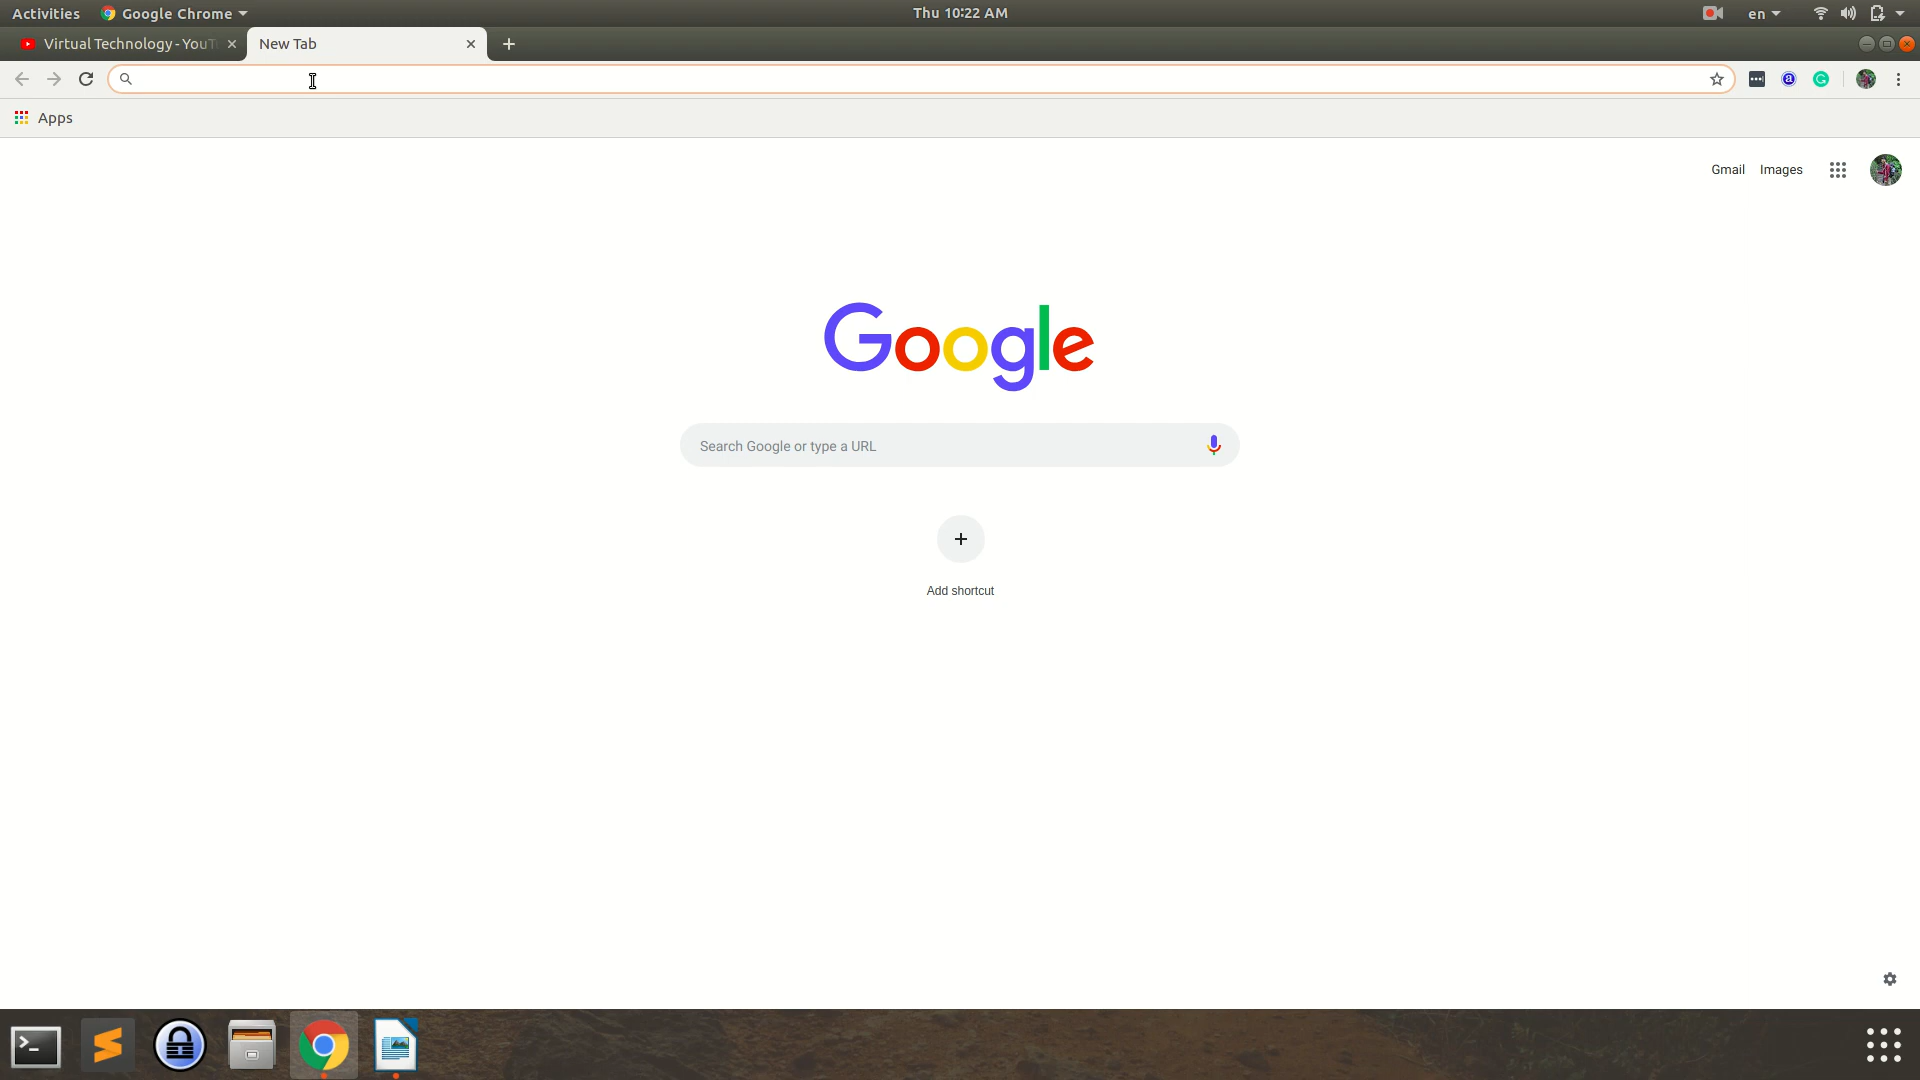 Activities Google Chrome Thu 10:22 AM en
Virtual Technology - YouT New Tab
Apps
Gmail Images
Google
Search Google or type a URL
Add shortcut